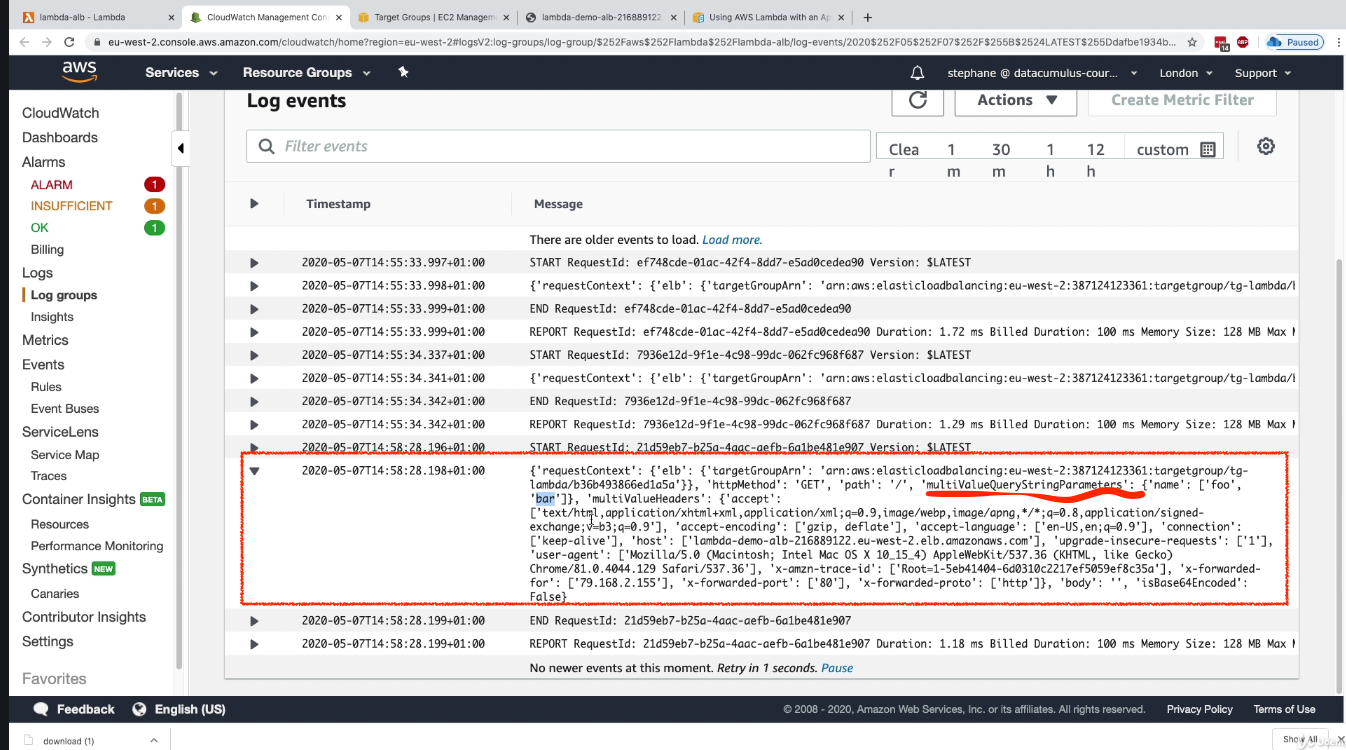 lambda-alb - Lambda
CloudWatch Management Con
Target Groups | EC2 Managem
lambda-demo-alb-216889122
Using AWS Lambda with an Ap
eu-west-2.console.aws.amazon.com/cloudwatch/home?region=eu-west-2#logsV2:log-groups/log-group/$252Faws$252Flambda$252Flambda-alb/log-events/2020$252F05$252F07$252F$255B$2524LATEST$255Ddafbe1934b...
14
Paused
aws
Services
Resource Groups
stephane @ datacumulus-cour...
London
Support
CloudWatch
Dashboards
Alarms
ALARM 1
INSUFFICIENT 1
OK 1
Billing
Logs
Log groups
Insights
Metrics
Events
Rules
Event Buses
ServiceLens
Service Map
Traces
Container Insights BETA
Resources
Performance Monitoring
Synthetics NEW
Canaries
Contributor Insights
Settings
Favorites
Log events
Actions
Create Metric Filter
Filter events
Clear 1m 30m 1h 12h custom
Timestamp Message
There are older events to load. Load more.
2020-05-07T14:55:33.997+01:00 START RequestId: ef748cde-01ac-42f4-8dd7-e5ad0cedea90 Version: $LATEST
2020-05-07T14:55:33.998+01:00 {'requestContext': {'elb': {'targetGroupArn': 'arn:aws:elasticloadbalancing:eu-west-2:387124123361:targetgroup/tg-lambda/b
2020-05-07T14:55:33.999+01:00 END RequestId: ef748cde-01ac-42f4-8dd7-e5ad0cedea90
2020-05-07T14:55:33.999+01:00 REPORT RequestId: ef748cde-01ac-42f4-8dd7-e5ad0cedea90 Duration: 1.72 ms Billed Duration: 100 ms Memory Size: 128 MB Max M
2020-05-07T14:55:34.337+01:00 START RequestId: 7936e12d-9f1e-4c98-99dc-062fc968f687 Version: $LATEST
2020-05-07T14:55:34.341+01:00 {'requestContext': {'elb': {'targetGroupArn': 'arn:aws:elasticloadbalancing:eu-west-2:387124123361:targetgroup/tg-lambda/b
2020-05-07T14:55:34.342+01:00 END RequestId: 7936e12d-9f1e-4c98-99dc-062fc968f687
2020-05-07T14:55:34.342+01:00 REPORT RequestId: 7936e12d-9f1e-4c98-99dc-062fc968f687 Duration: 1.29 ms Billed Duration: 100 ms Memory Size: 128 MB Max M
2020-05-07T14:58:28.196+01:00 START RequestId: 21d59eb7-b25a-4aac-aefb-6a1be481e907 Version: $LATEST
2020-05-07T14:58:28.198+01:00 {'requestContext': {'elb': {'targetGroupArn': 'arn:aws:elasticloadbalancing:eu-west-2:387124123361:targetgroup/tg-
lambda/b36b493866ed1a5a'}}, 'httpMethod': 'GET', 'path': '/', 'multiValueQueryStringParameters': {'name': ['foo',
'bar']}, 'multiValueHeaders': {'accept':
['text/html,application/xhtml+xml,application/xml;q=0.9,image/webp,image/apng,*/*;q=0.8,application/signed-
exchange;v=b3;q=0.9'], 'accept-encoding': ['gzip, deflate'], 'accept-language': ['en-US,en;q=0.9'], 'connection':
['keep-alive'], 'host': ['lambda-demo-alb-216889122.eu-west-2.elb.amazonaws.com'], 'upgrade-insecure-requests': ['1'],
'user-agent': ['Mozilla/5.0 (Macintosh; Intel Mac OS X 10_15_4) AppleWebKit/537.36 (KHTML, like Gecko)
Chrome/81.0.4044.129 Safari/537.36'], 'x-amzn-trace-id': ['Root=1-5eb41404-6d0310c2217ef5059ef8c35a'], 'x-forwarded-
for': ['79.168.2.155'], 'x-forwarded-port': ['80'], 'x-forwarded-proto': ['http']}, 'body': '', 'isBase64Encoded':
False}
2020-05-07T14:58:28.199+01:00 END RequestId: 21d59eb7-b25a-4aac-aefb-6a1be481e907
2020-05-07T14:58:28.199+01:00 REPORT RequestId: 21d59eb7-b25a-4aac-aefb-6a1be481e907 Duration: 1.18 ms Billed Duration: 100 ms Memory Size: 128 MB Max M
No newer events at this moment. Retry in 1 seconds. Pause
Feedback
English (US)
© 2008 - 2020, Amazon Web Services, Inc. or its affiliates. All rights reserved.
Privacy Policy
Terms of Use
download (1)
Show All